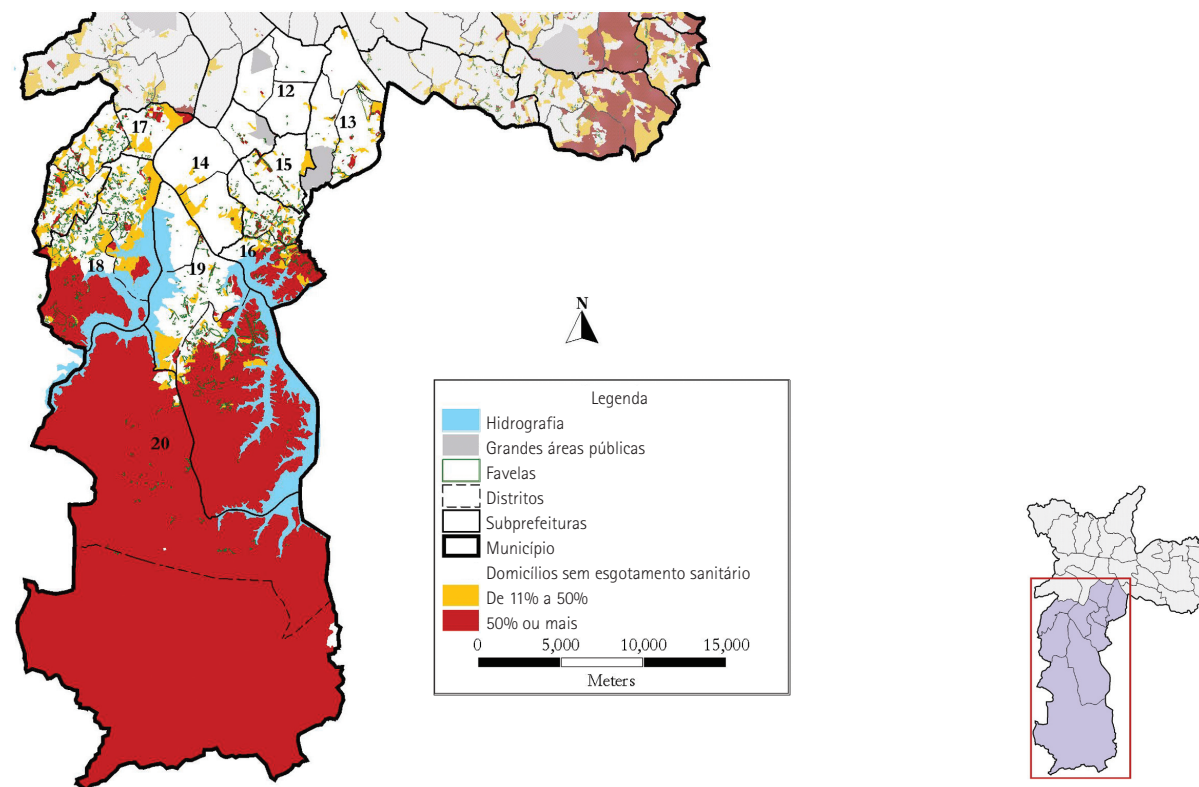 12
13
17
14
15
16
18
19
20
N
Legenda
Hidrografia
Grandes áreas públicas
Favelas
Distritos
Subprefeituras
Município
Domicílios sem esgotamento sanitário
De 11% a 50%
50% ou mais
0 5,000 10,000 15,000
Meters